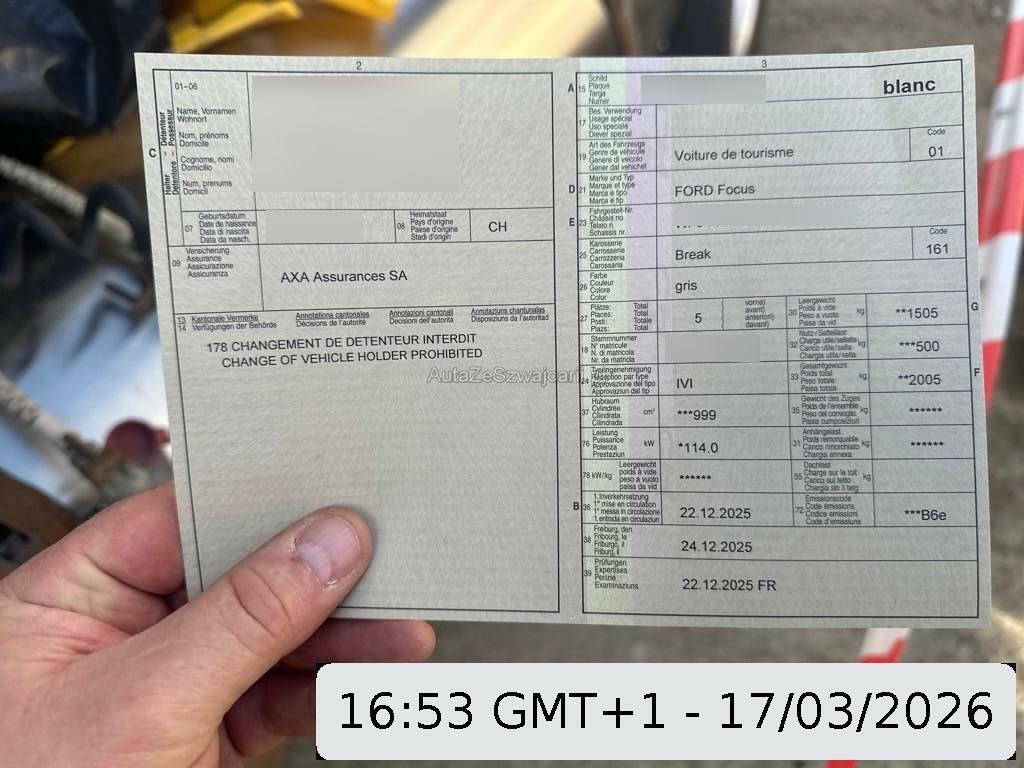 2
01-06
Halter - Détenteur
Detentore - Possessur
C
Name, Vornamen
Wohnort
Nom, prénoms
Domicile
Cognome, nomi
Domicilio
Num, prenums
Domicil
07
Geburtsdatum
Date de naissance
Data di nascita
Data da nasch.
08
Heimatstaat
Pays d'origine
Paese d'origine
Stadi d'origin
CH
09
Versicherung
Assurance
Assicurazione
Assicuranza
AXA Assurances SA
13 Kantonale Vermerke
14 Verfügungen der Behörde
Annotations cantonales
Décisions de l'autorité
Annotazioni cantonali
Decisioni dell'autorità
Annotaziuns chantunalas
Disposiziuns da l'autoritad
178 CHANGEMENT DE DETENTEUR INTERDIT
CHANGE OF VEHICLE HOLDER PROHIBITED
3
A 15
Schild
Plaque
Targa
Numer
blanc
17
Bes. Verwendung
Usage spécial
Uso speciale
Diever spezial
19
Art des Fahrzeugs
Genre de véhicule
Genere di veicolo
Gener dal vehichel
Voiture de tourisme
Code
01
D 21
Marke und Typ
Marque et type
Marca e tipo
Marca e tip
FORD Focus
E 23
Fahrgestell-Nr.
Châssis no
Telaio n.
Schassis nr.
25
Karosserie
Carrosserie
Carrozzeria
Carossaria
Break
Code
161
26
Farbe
Couleur
Colore
Colur
gris
27
Plätze: Total
Places: Total
Posti: Totale
Plazs: Total
5
vorne)
avant)
anteriori)
davant)
30
Leergewicht
Poids à vide
Peso a vuoto
Paisa da vid
kg
**1505
G
18
Stammnummer
N° matricule
N. di matricola
Nr. da matricla
32
Nutz-/Sattellast
Charge utile/sellette
Carico utile/sella
Chargia utila/sella
kg
***500
24
Typengenehmigung
Réception par type
Approvazione del tipo
Approvaziun dal tip
IVI
33
Gesamtgewicht
Poids total
Peso totale
Paisa totala
kg
**2005
F
37
Hubraum
Cylindrée
Cilindrata
Cilindrada
cm³
***999
35
Gewicht des Zuges
Poids de l'ensemble
Peso del convoglio
Paisa cumposiziun
kg
******
76
Leistung
Puissance
Potenza
Prestaziun
kW
*114.0
31
Anhängelast
Poids remorquable
Carico rimorchiato
Chargia annexa
kg
******
78 kW/kg
Leergewicht
poids à vide
peso a vuoto
paisa da vid
******
55
Dachlast
Charge sur le toit
Carico sul tetto
Chargia sin il tetg
kg
******
B 36
1.Inverkehrsetzung
1re mise en circulation
1a messa in circolazione
1.entrada en circulaziun
22.12.2025
72
Emissionscode
Code émissions
Codice emissioni
Code d'emissiuns
***B6e
38
Freiburg, den
Fribourg, le
Friburgo, il
Friburg, il
24.12.2025
39
Prüfungen
Expertises
Perizie
Examinaziuns
22.12.2025 FR
16:53 GMT+1 - 17/03/2026